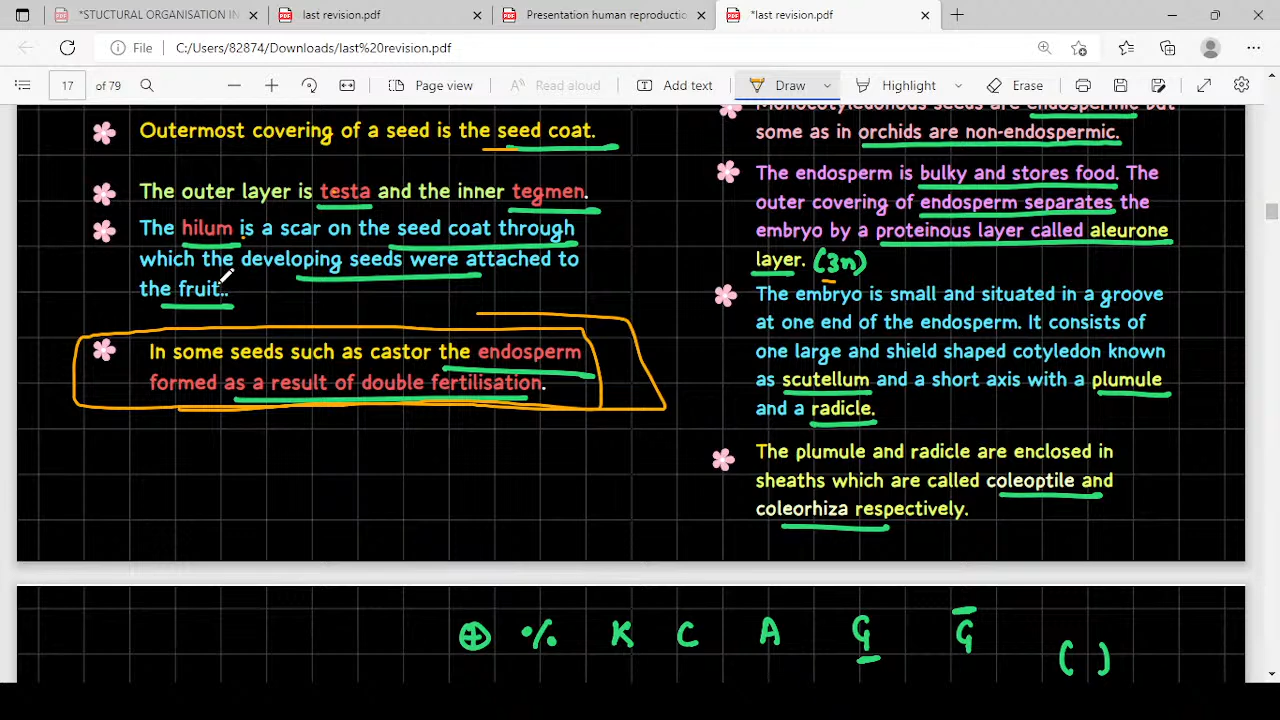 *STUCTURAL ORGANISATION IN
last revision.pdf
Presentation human reproductio
*last revision.pdf
File
C:/Users/82874/Downloads/last%20revision.pdf
17 of 79
Page view
Read aloud
Add text
Draw
Highlight
Erase
Outermost covering of a seed is the seed coat.
The outer layer is testa and the inner tegmen.
The hilum is a scar on the seed coat through
which the developing seeds were attached to
the fruit..
In some seeds such as castor the endosperm
formed as a result of double fertilisation.
Monocotyledonous seeds are endospermic but
some as in orchids are non-endospermic.
The endosperm is bulky and stores food. The
outer covering of endosperm separates the
embryo by a proteinous layer called aleurone
layer. (3n)
The embryo is small and situated in a groove
at one end of the endosperm. It consists of
one large and shield shaped cotyledon known
as scutellum and a short axis with a plumule
and a radicle.
The plumule and radicle are enclosed in
sheaths which are called coleoptile and
coleorhiza respectively.
⊕ % K C A G G ( )